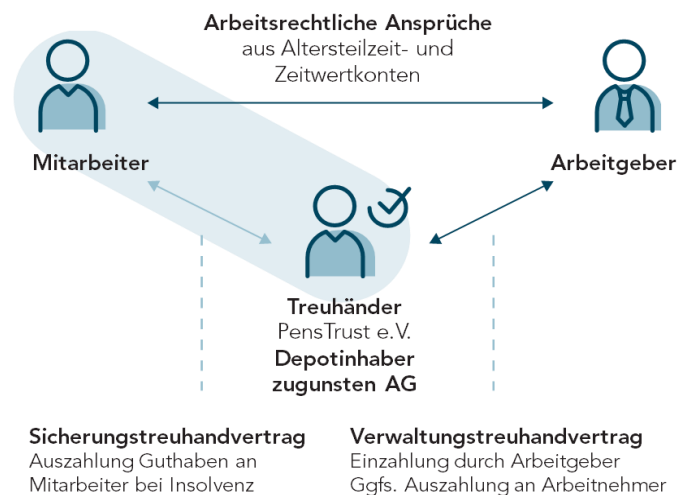 Arbeitsrechtliche Ansprüche
aus Altersteilzeit- und
Zeitwertkonten
Mitarbeiter
Arbeitgeber
Treuhänder
PensTrust e.V.
Depotinhaber
zugunsten AG
Sicherungstreuhandvertrag
Auszahlung Guthaben an
Mitarbeiter bei Insolvenz
Verwaltungstreuhandvertrag
Einzahlung durch Arbeitgeber
Ggfs. Auszahlung an Arbeitnehmer